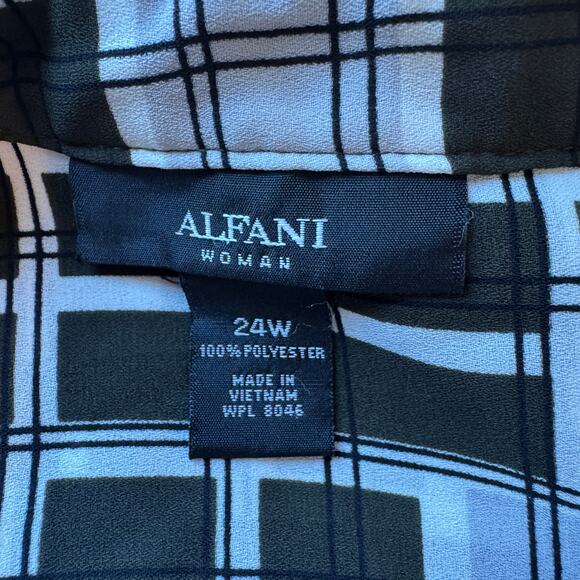 ALFANI
WOMAN
24W
100% POLYESTER
MADE IN
VIETNAM
WPL 8046